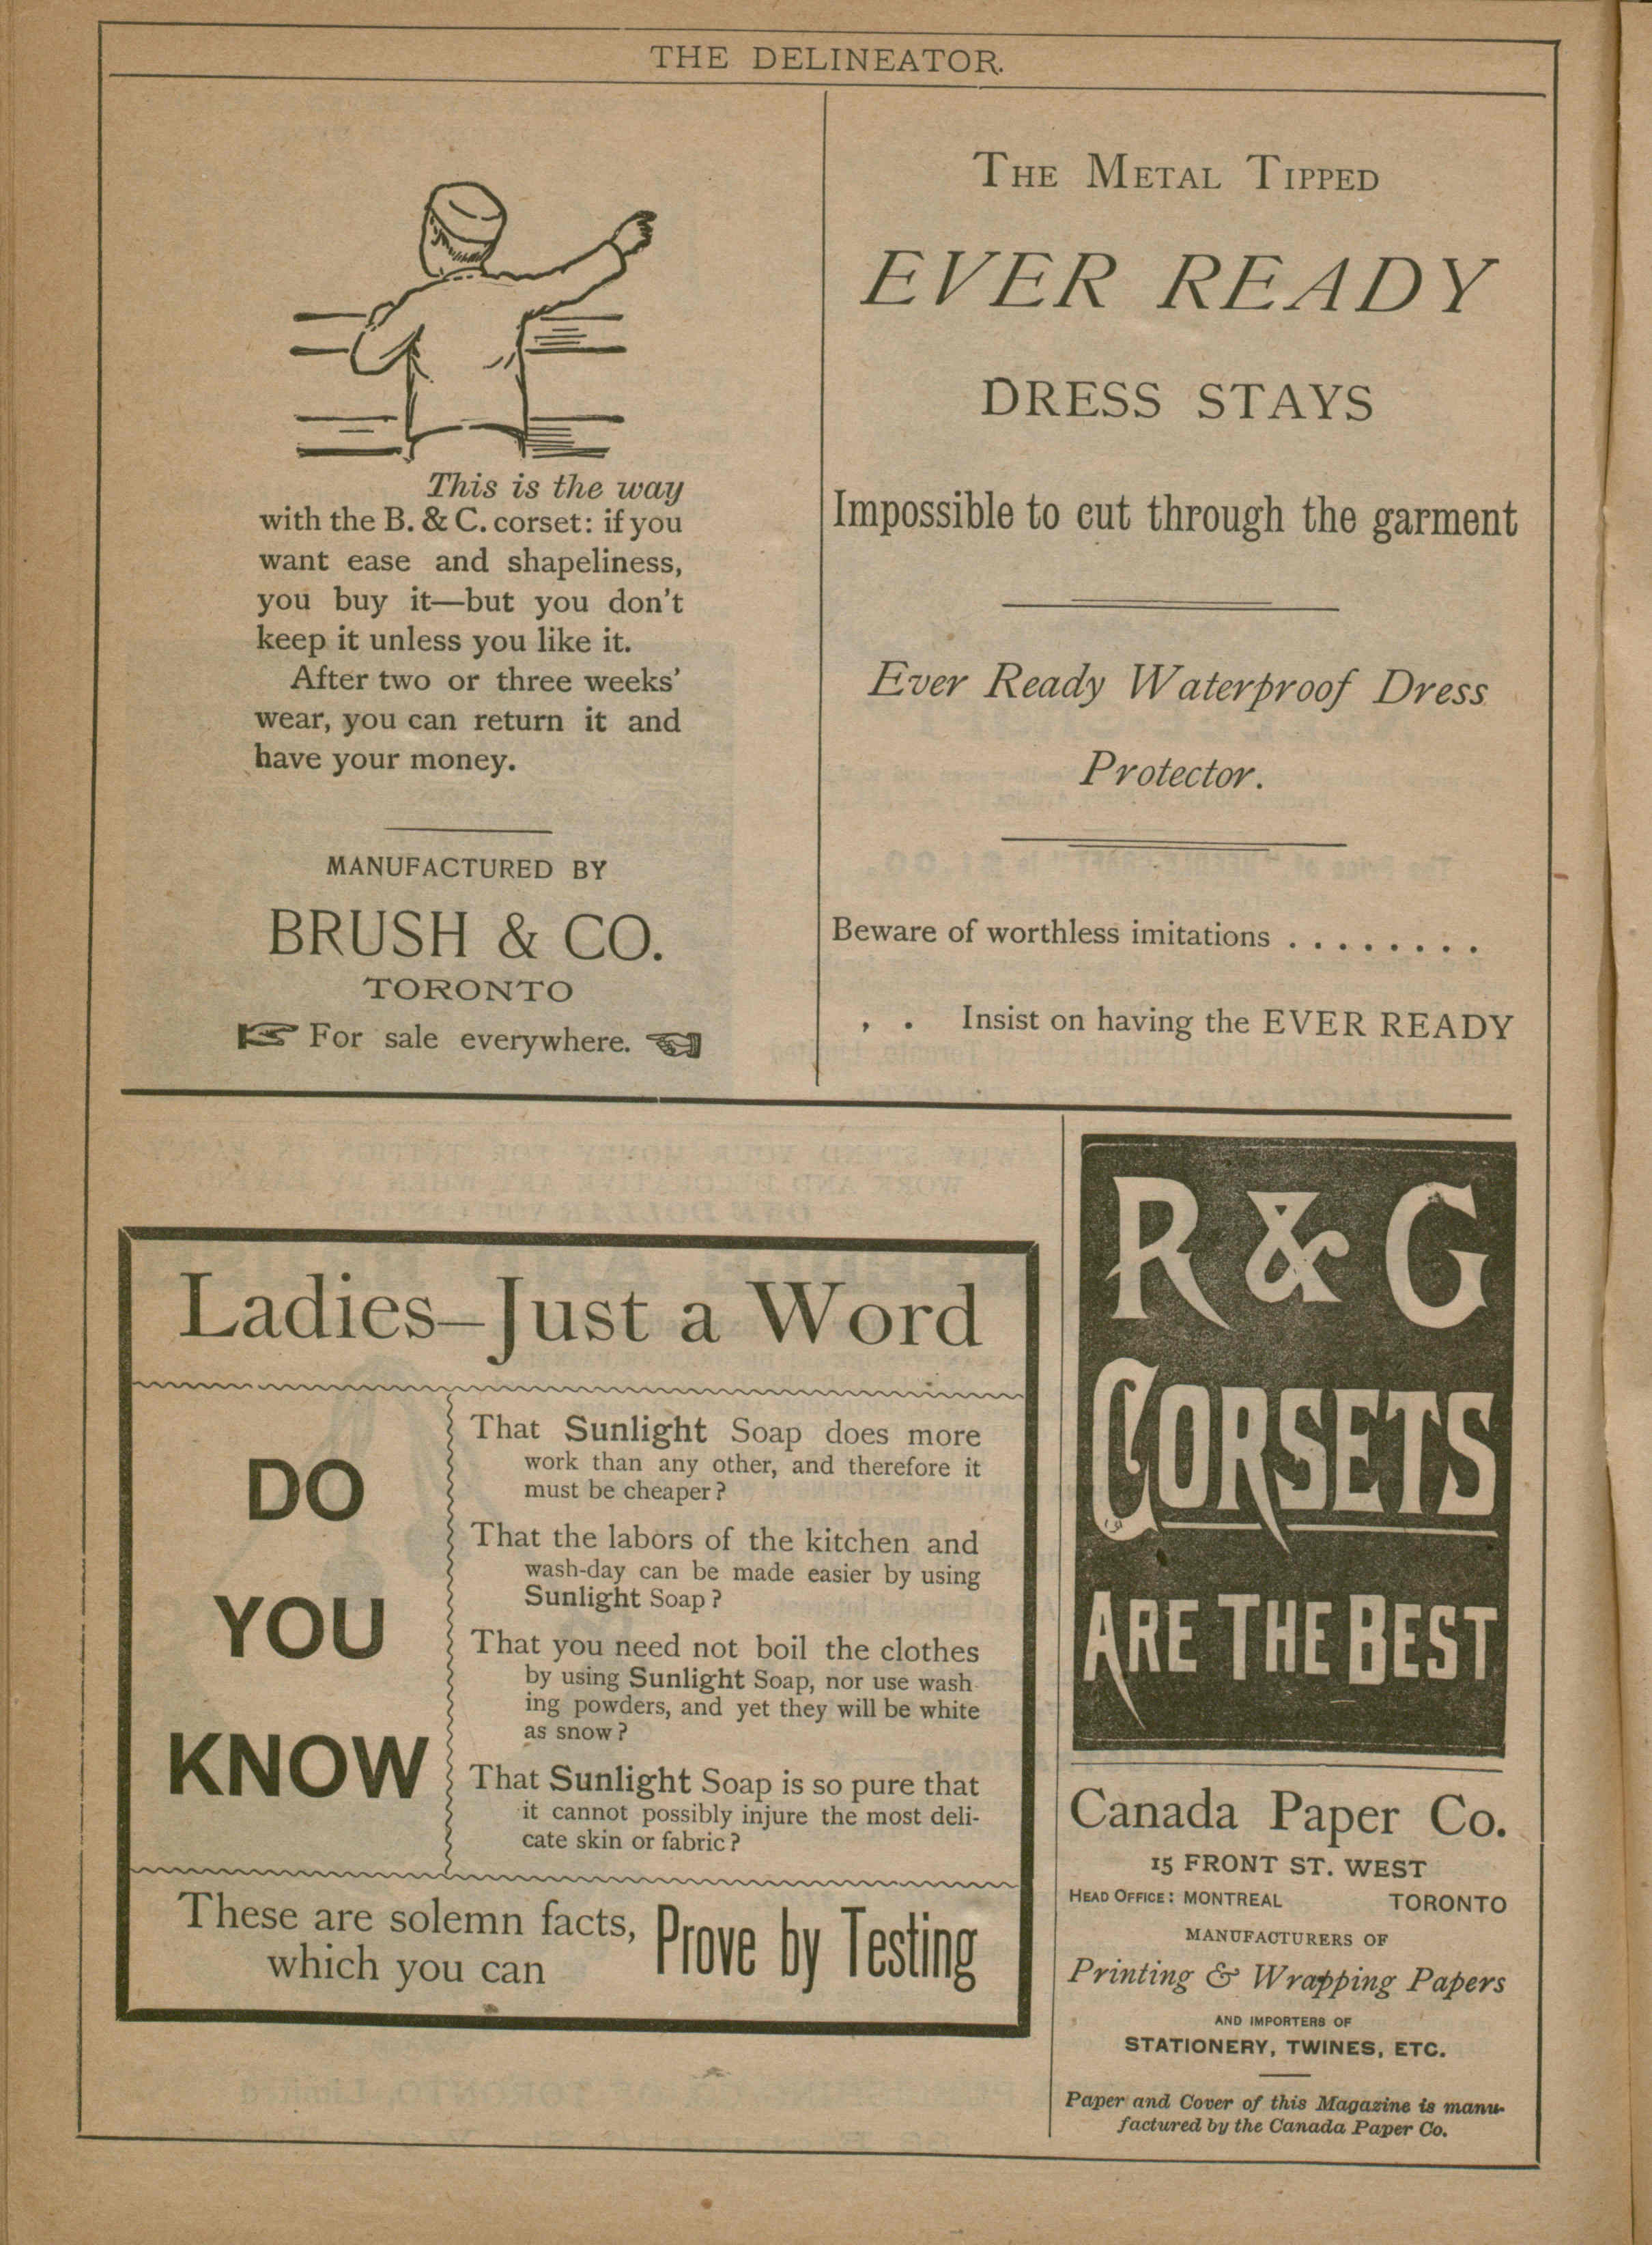 THE DELINEATOR.
This is the way
with the B. & C. corset: if you
want ease and shapeliness,
you buy it—but you don't
keep it unless you like it.
After two or three weeks'
wear, you can return it and
have your money.
MANUFACTURED BY
BRUSH & CO.
TORONTO
For sale everywhere.
THE METAL TIPPED
EVER READY
DRESS STAYS
Impossible to cut through the garment
Ever Ready Waterproof Dress
Protector.
Beware of worthless imitations . . . . . . . .
, . Insist on having the EVER READY
Ladies—Just a Word
DO
YOU
KNOW
That Sunlight Soap does more
work than any other, and therefore it
must be cheaper?
That the labors of the kitchen and
wash-day can be made easier by using
Sunlight Soap?
That you need not boil the clothes
by using Sunlight Soap, nor use wash-
ing powders, and yet they will be white
as snow?
That Sunlight Soap is so pure that
it cannot possibly injure the most deli-
cate skin or fabric?
These are solemn facts,
which you can
Prove by Testing
R & G
CORSETS
ARE THE BEST
Canada Paper Co.
15 FRONT ST. WEST
HEAD OFFICE: MONTREAL TORONTO
MANUFACTURERS OF
Printing & Wrapping Papers
AND IMPORTERS OF
STATIONERY, TWINES, ETC.
Paper and Cover of this Magazine is manu-
factured by the Canada Paper Co.